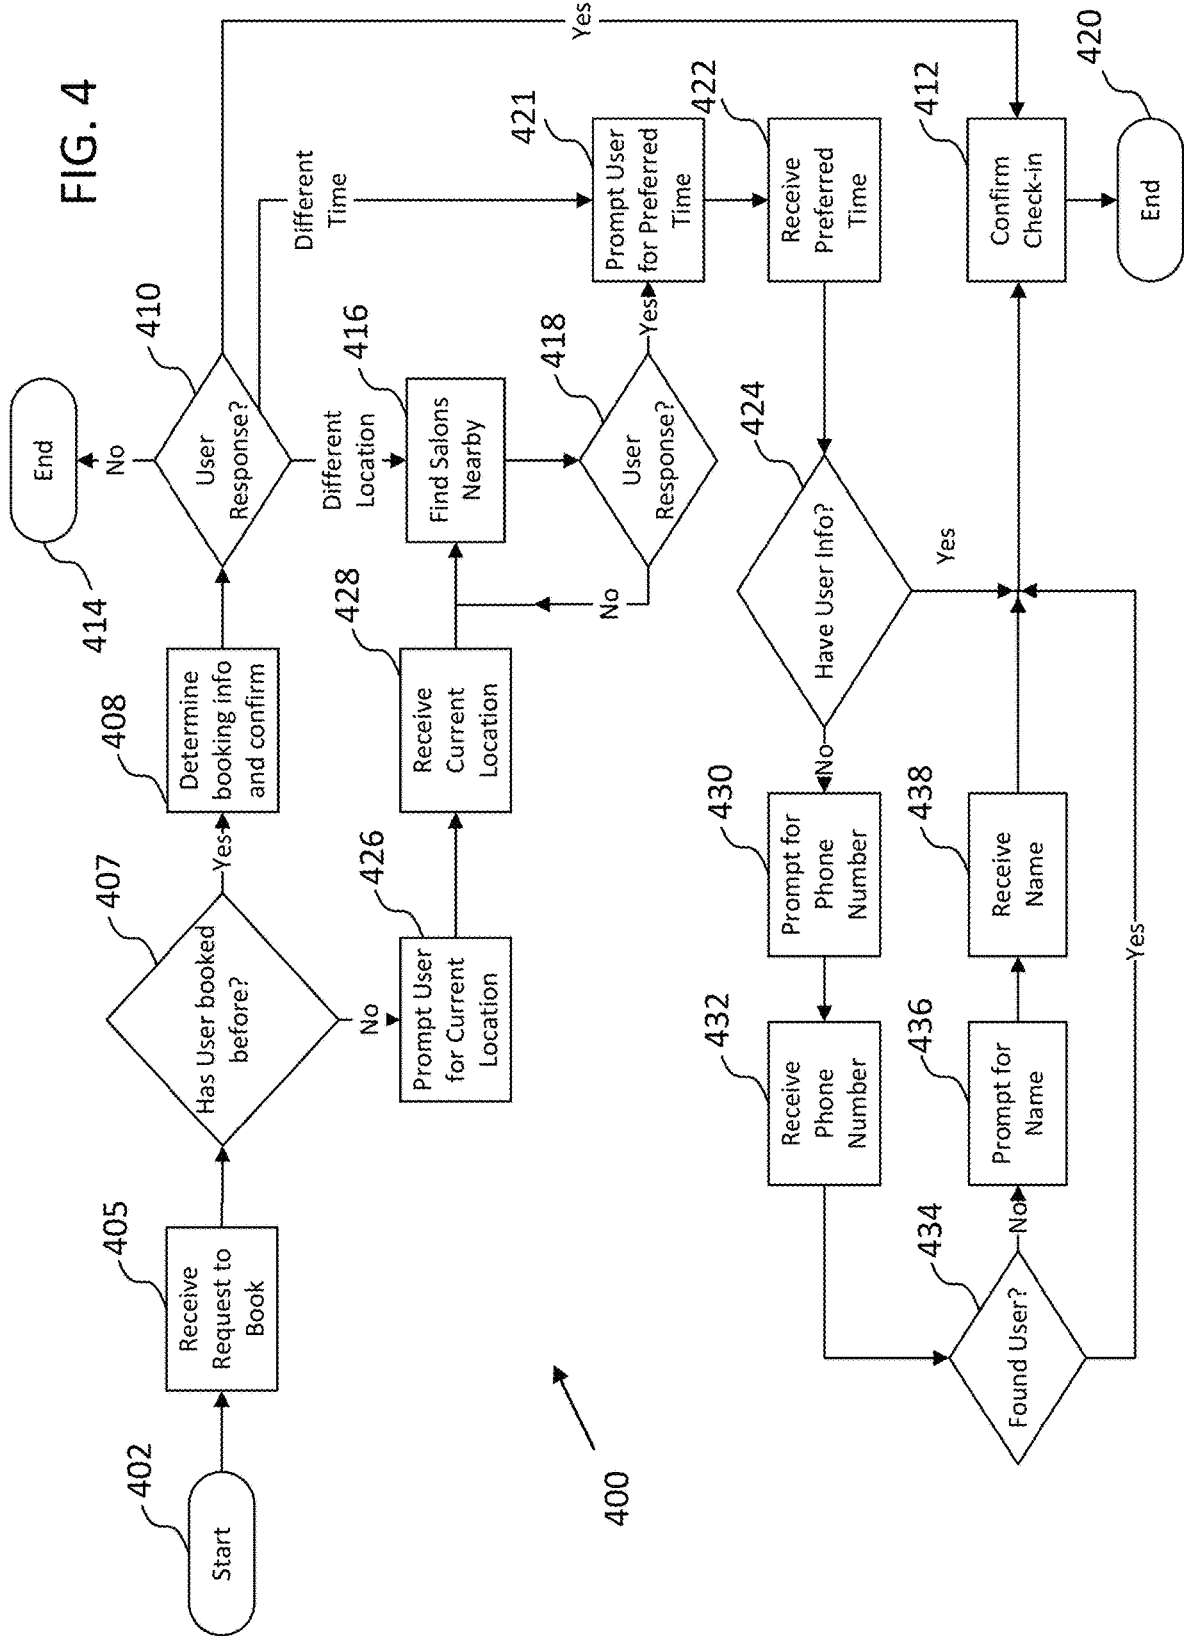 FIG. 4
402
Start
405
Receive
Request to
Book
407
Has User booked
before?
Yes
No
408
Determine
booking info
and confirm
410
User
Response?
No
414
End
Yes
Different
Time
Different
Location
426
Prompt User
for Current
Location
428
Receive
Current
Location
416
Find Salons
Nearby
418
User
Response?
No
Yes
421
Prompt User
for Preferred
Time
422
Receive
Preferred
Time
424
Have User Info?
No
Yes
430
Prompt for
Phone
Number
432
Receive
Phone
Number
434
Found User?
No
Yes
436
Prompt for
Name
438
Receive
Name
412
Confirm
Check-in
420
End
400